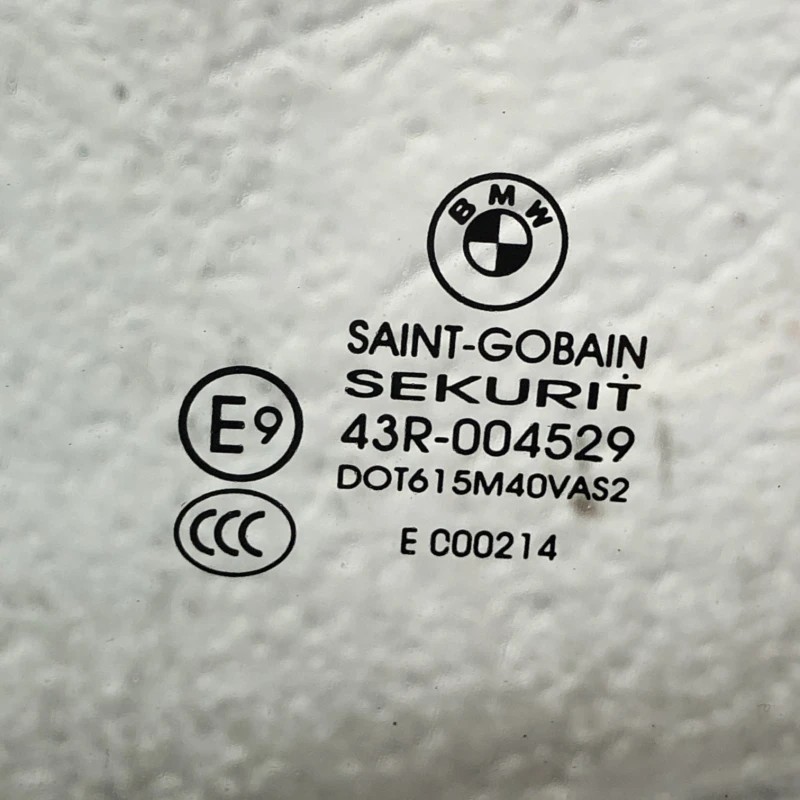 BMW
SAINT-GOBAIN
SEKURIT
E9
43R-004529
DOT615M40VAS2
CCC
E C00214